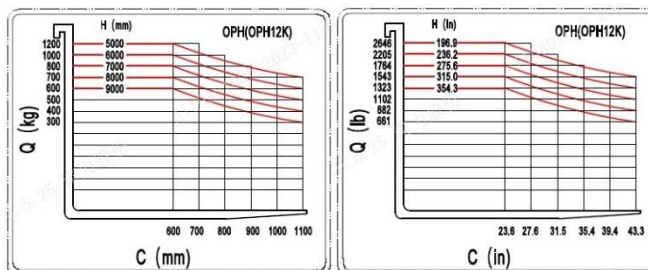 H (mm)
OPH(OPH12K)
1200
5000
1000
6000
800
7000
700
8000
600
9000
500
400
300
Q (kg)
600 700 800 900 1000 1100
C (mm)
H (In)
OPH(OPH12K)
2646
196.9
2205
236.2
1764
275.6
1543
315.0
1323
354.3
1102
882
661
Q (lb)
23.6 27.6 31.5 35.4 39.4 43.3
C (in)